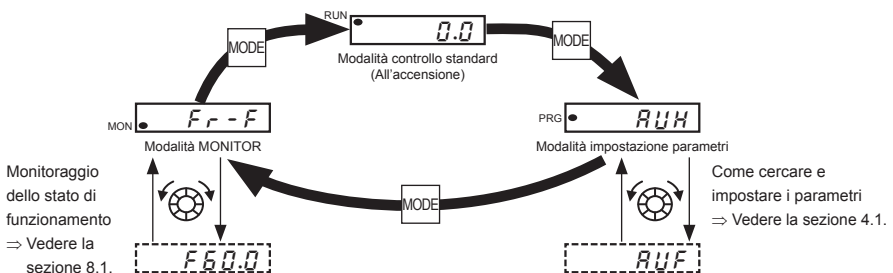 RUN
0.0
MODE
MODE
Modalità controllo standard
(All'accensione)
MON
Fr-F
PRG
AUH
Modalità MONITOR
Modalità impostazione parametri
Monitoraggio
dello stato di
funzionamento
⇒ Vedere la
sezione 8.1.
MODE
Come cercare e
impostare i parametri
⇒ Vedere la sezione 4.1.
F60.0
AUF